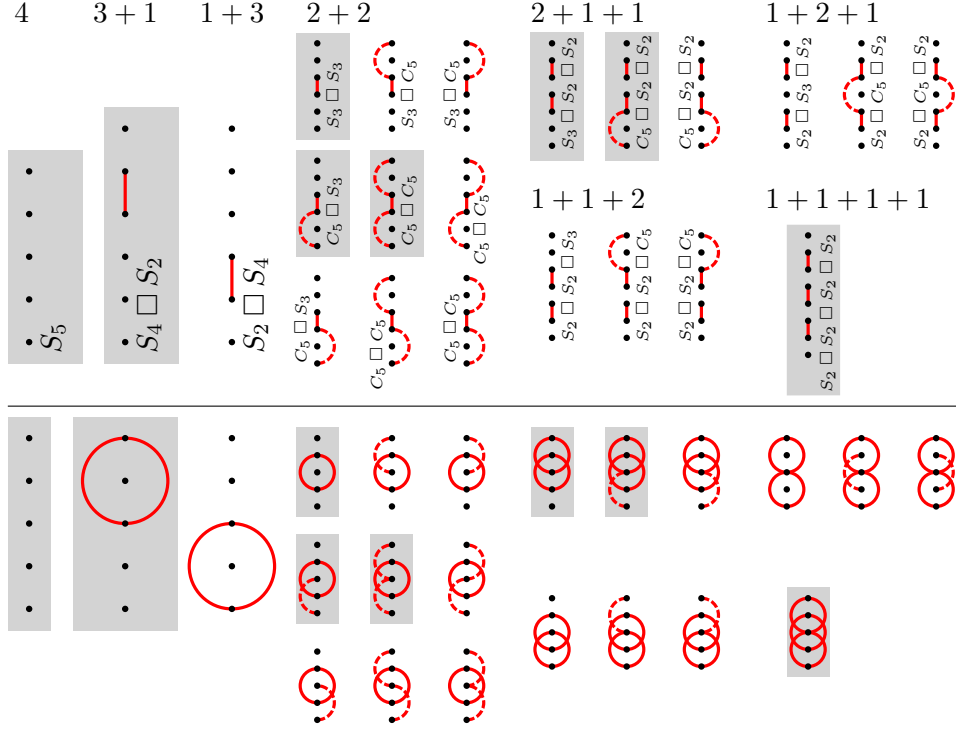 4 3 + 1 1 + 3 2 + 2 2 + 1 + 1 1 + 2 + 1
S₃ □ S₃ S₃ □ C₅ S₃ □ C₅ S₃ □ S₂ □ S₂ C₅ □ S₂ □ S₂ C₅ □ S₂ □ S₂ S₂ □ S₃ □ S₂ S₂ □ C₅ □ S₂ S₂ □ C₅ □ S₂
C₅ □ S₃ C₅ □ C₅ C₅ □ C₅
1 + 1 + 2 1 + 1 + 1 + 1
S₂ □ S₂ □ S₃ S₂ □ S₂ □ C₅ S₂ □ S₂ □ C₅ S₂ □ S₂ □ S₂ □ S₂
S₅ S₄ □ S₂ S₂ □ S₄
C₅ □ S₃ C₅ □ C₅ C₅ □ C₅